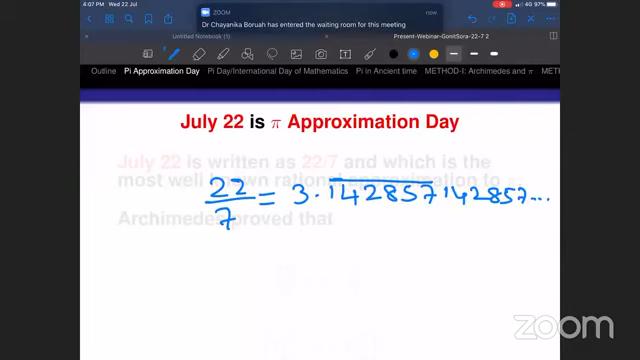 4:07 PM Wed 22 Jul
ZOOM now
Dr Chayanika Boruah has entered the waiting room for this meeting
4G 97%
Untitled Notebook (1) Present-Webinar-GonitSora-22-7 2
Outline Pi Approximation Day Pi Day/International Day of Mathematics Pi in Ancient time METHOD-I: Archimedes and π MET
July 22 is π Approximation Day
July 22 is written as 22/7 and which is the
most well known rational approximation to
22/7 = 3.142857142857...
Archimedes proved that
zoom